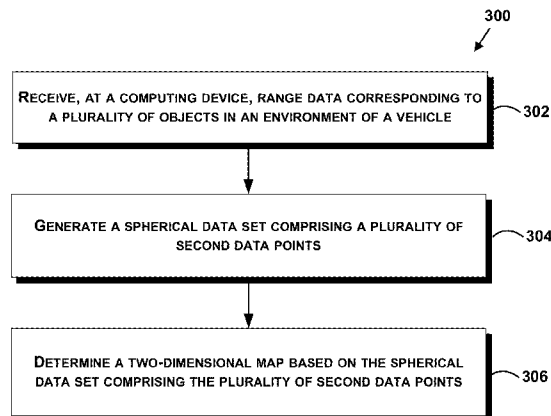 300
RECEIVE, AT A COMPUTING DEVICE, RANGE DATA CORRESPONDING TO
A PLURALITY OF OBJECTS IN AN ENVIRONMENT OF A VEHICLE
302
GENERATE A SPHERICAL DATA SET COMPRISING A PLURALITY OF
SECOND DATA POINTS
304
DETERMINE A TWO-DIMENSIONAL MAP BASED ON THE SPHERICAL
DATA SET COMPRISING THE PLURALITY OF SECOND DATA POINTS
306